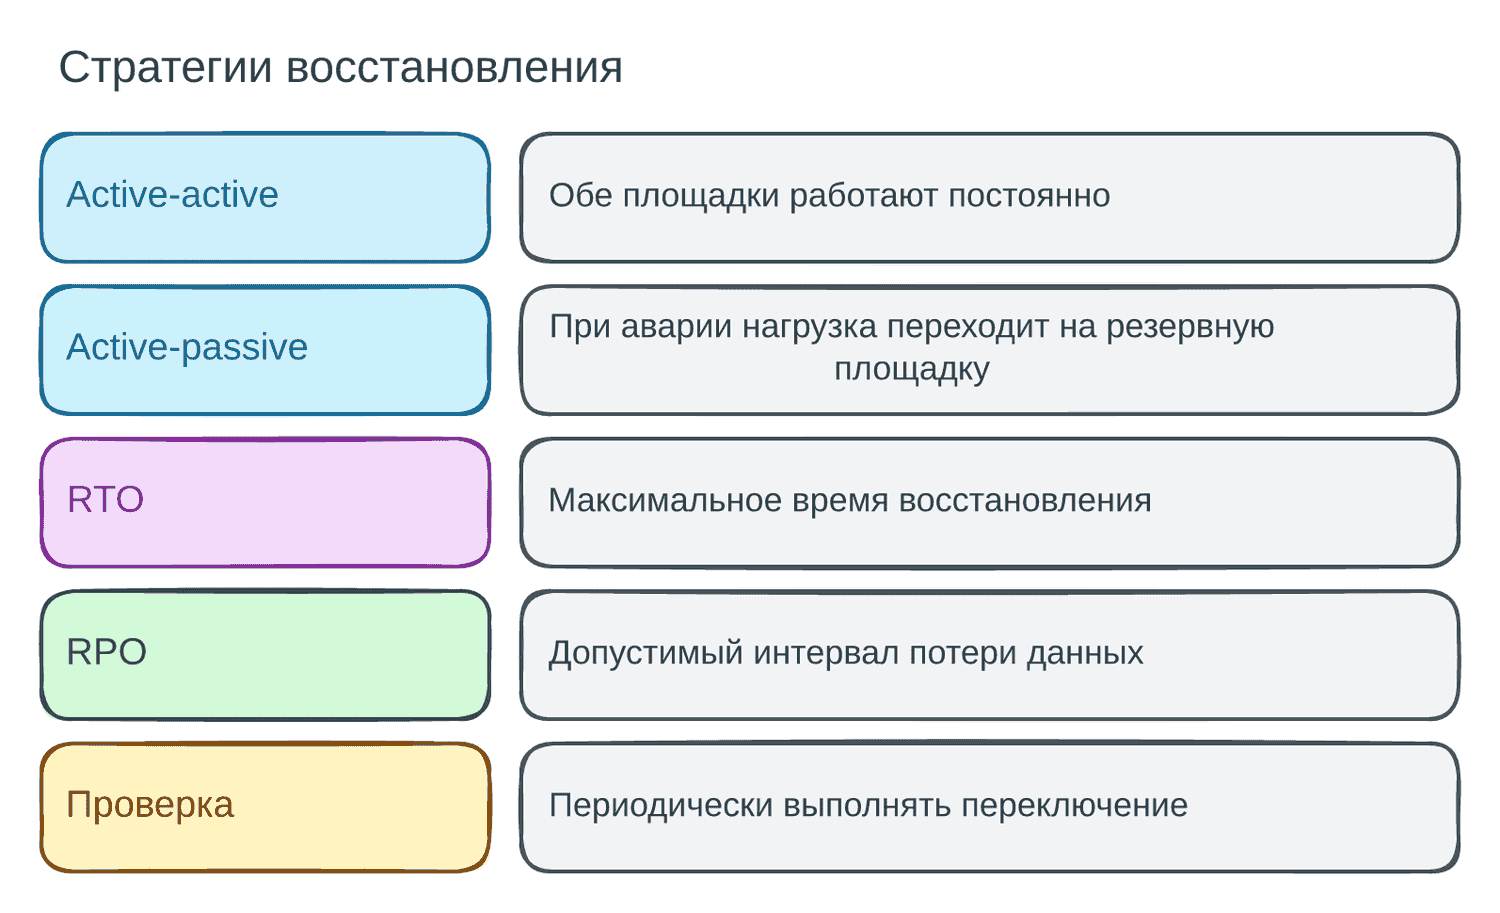 Стратегии восстановления
Active-active
Обе площадки работают постоянно
Active-passive
При аварии нагрузка переходит на резервную
площадку
RTO
Максимальное время восстановления
RPO
Допустимый интервал потери данных
Проверка
Периодически выполнять переключение